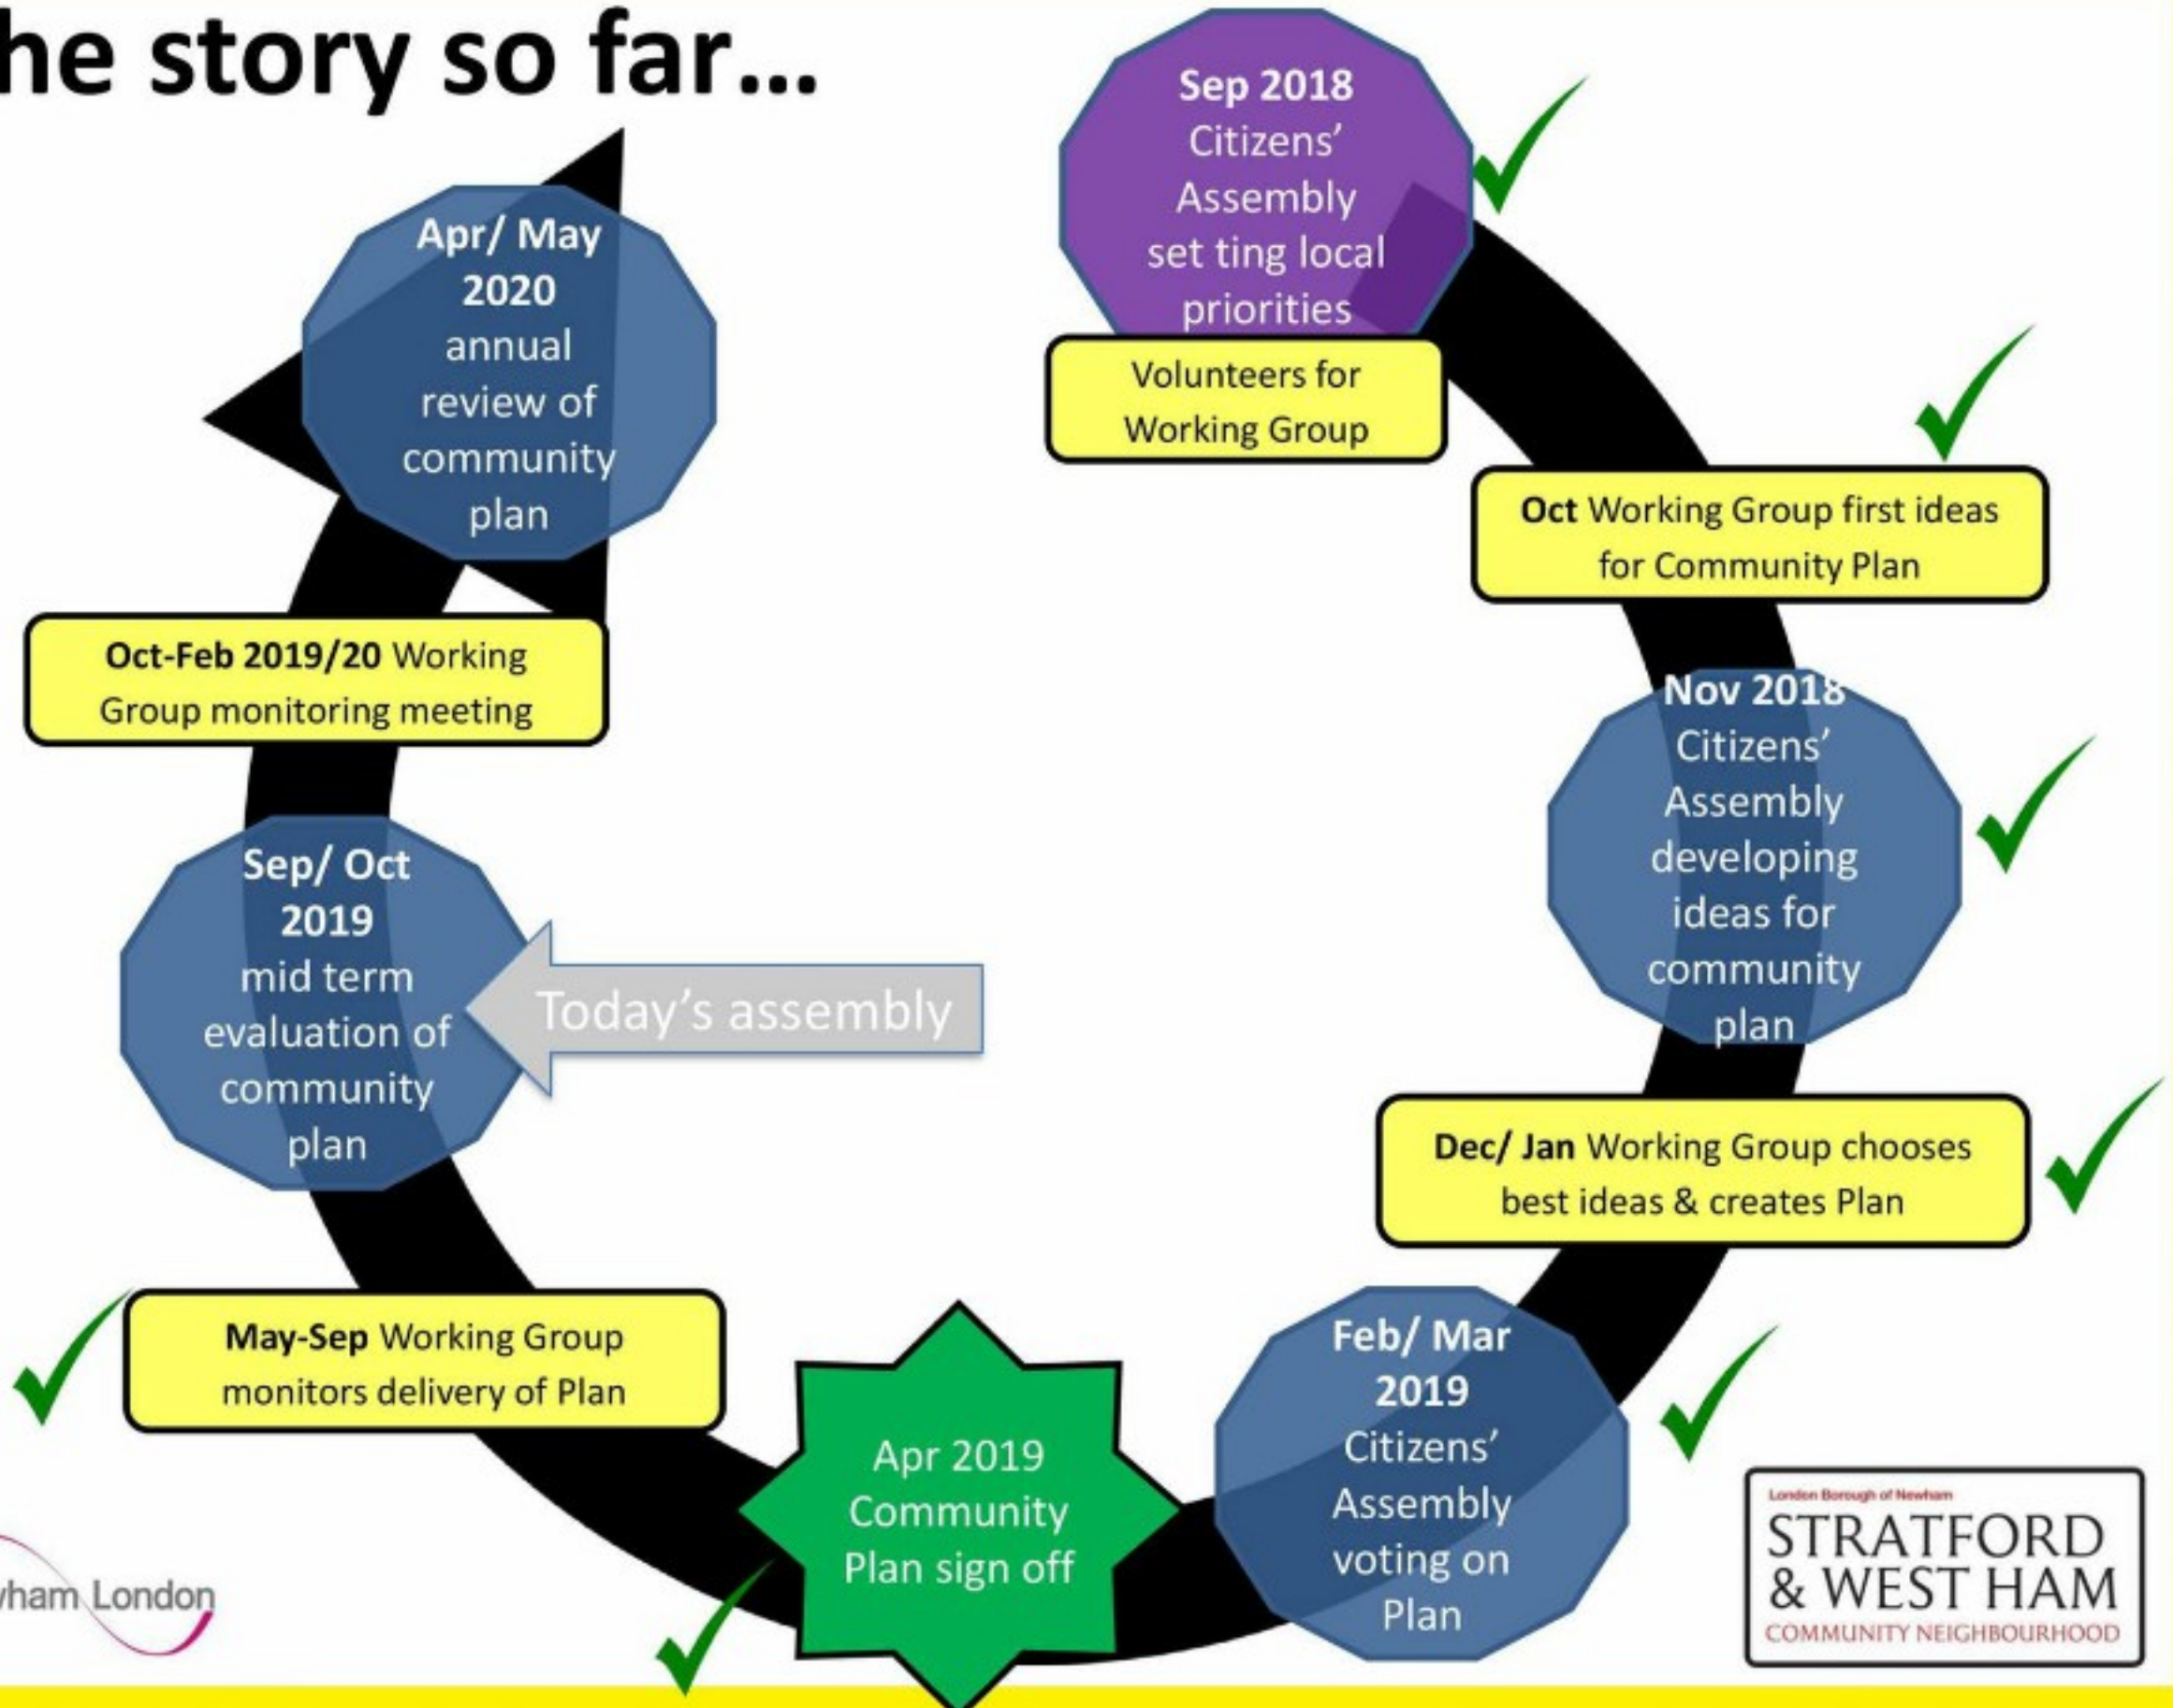 he story so far...
Sep 2018
Citizens’
Assembly
set ting local
priorities
Volunteers for
Working Group
Oct Working Group first ideas
for Community Plan
Nov 2018
Citizens’
Assembly
developing
ideas for
community
plan
Dec/ Jan Working Group chooses
best ideas & creates Plan
Feb/ Mar
2019
Citizens’
Assembly
voting on
Plan
Apr 2019
Community
Plan sign off
May-Sep Working Group
monitors delivery of Plan
Sep/ Oct
2019
mid term
evaluation of
community
plan
Today’s assembly
Oct-Feb 2019/20 Working
Group monitoring meeting
Apr/ May
2020
annual
review of
community
plan
ham London
London Borough of Newham
STRATFORD
& WEST HAM
COMMUNITY NEIGHBOURHOOD